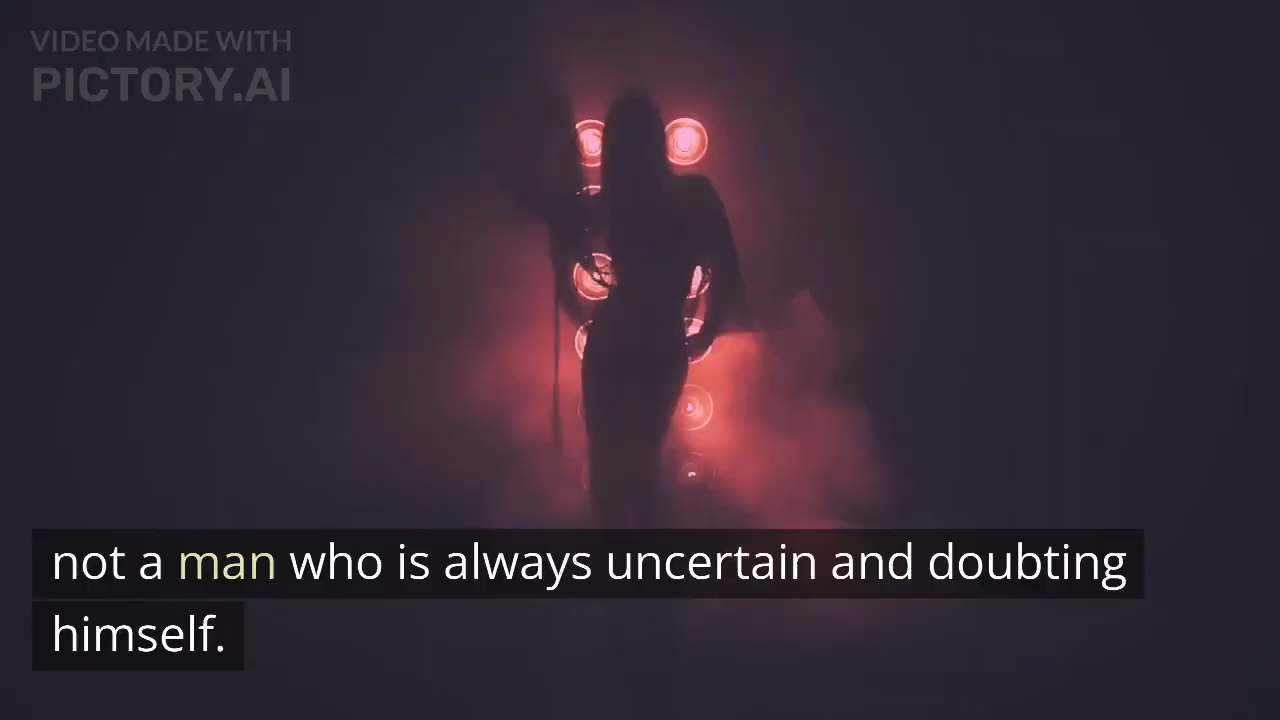 VIDEO MADE WITH
PICTORY.AI
not a man who is always uncertain and doubting
himself.